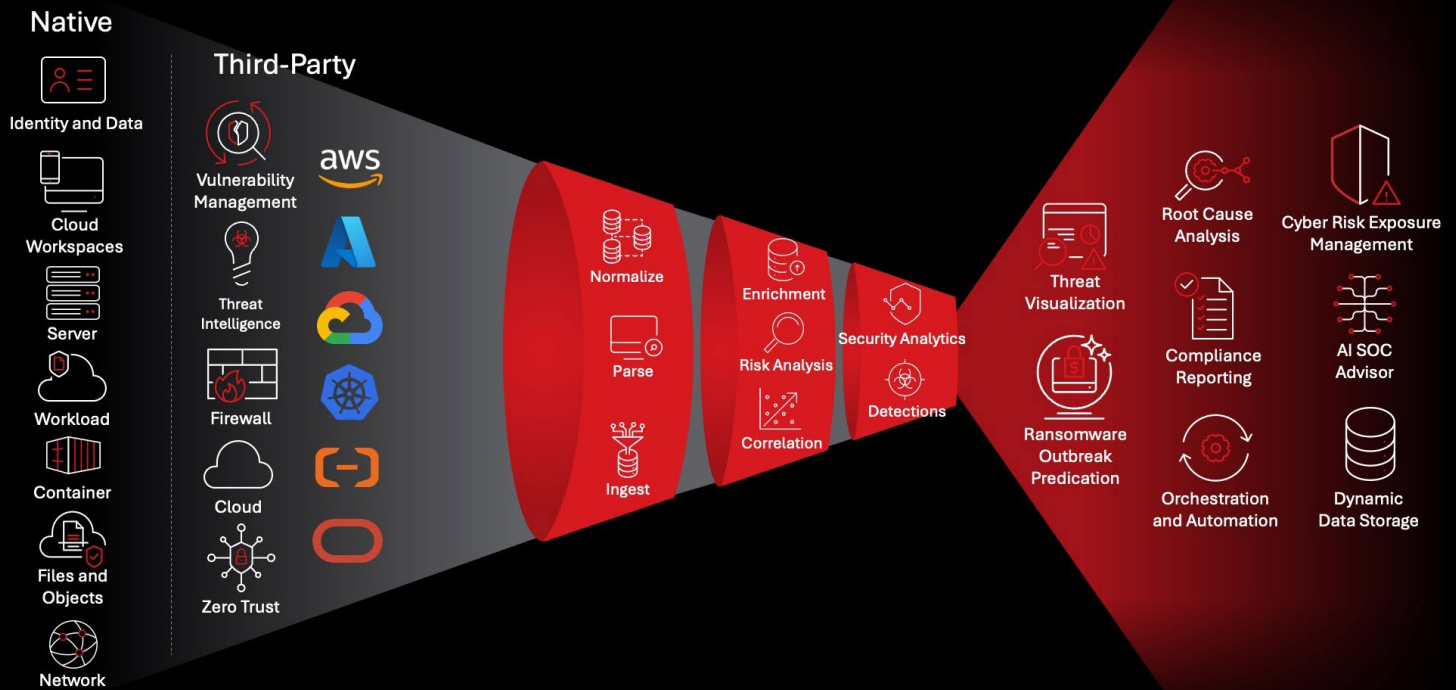 Native
Identity and Data
Cloud
Workspaces
Server
Workload
Container
Files and
Objects
Network
Third-Party
Vulnerability
Management
Threat
Intelligence
Firewall
Cloud
Zero Trust
aws
Normalize
Parse
Ingest
Enrichment
Risk Analysis
Correlation
Security Analytics
Detections
Threat
Visualization
Ransomware
Outbreak
Predication
Root Cause
Analysis
Compliance
Reporting
Orchestration
and Automation
Cyber Risk Exposure
Management
AI SOC
Advisor
Dynamic
Data Storage